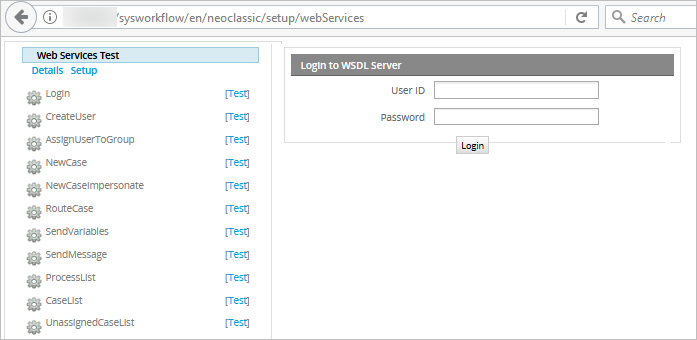 /sysworkflow/en/neoclassic/setup/webServices
Search
Web Services Test
Details Setup
Login [Test]
CreateUser [Test]
AssignUserToGroup [Test]
NewCase [Test]
NewCaseImpersonate [Test]
RouteCase [Test]
SendVariables [Test]
SendMessage [Test]
ProcessList [Test]
CaseList [Test]
UnassignedCaseList [Test]
Login to WSDL Server
User ID
Password
Login